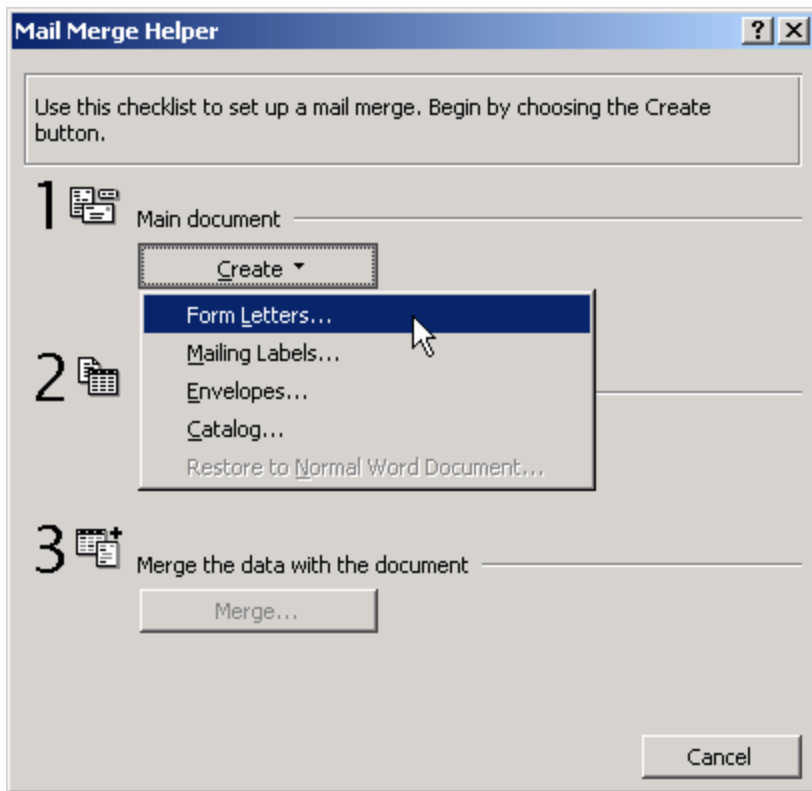 Mail Merge Helper
Use this checklist to set up a mail merge. Begin by choosing the Create
button.
1
Main document
Create
Form Letters...
Mailing Labels...
2
Envelopes...
Catalog...
Restore to Normal Word Document...
3
Merge the data with the document
Merge...
Cancel